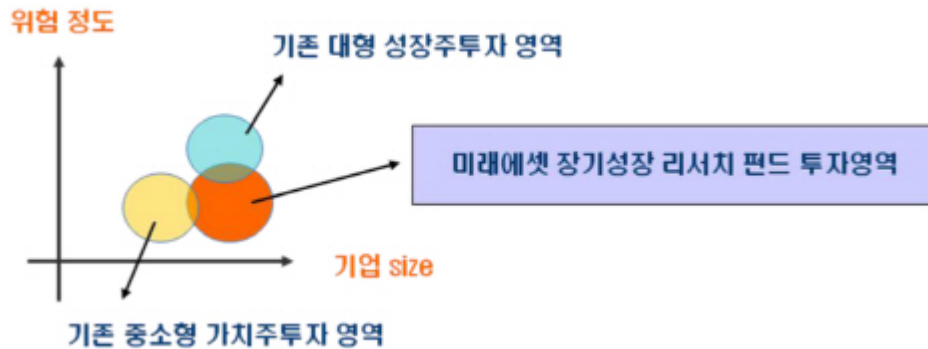 위험 정도
기존 대형 성장주투자 영역
미래에셋 장기성장 리서치 펀드 투자영역
기업 size
기존 중소형 가치주투자 영역